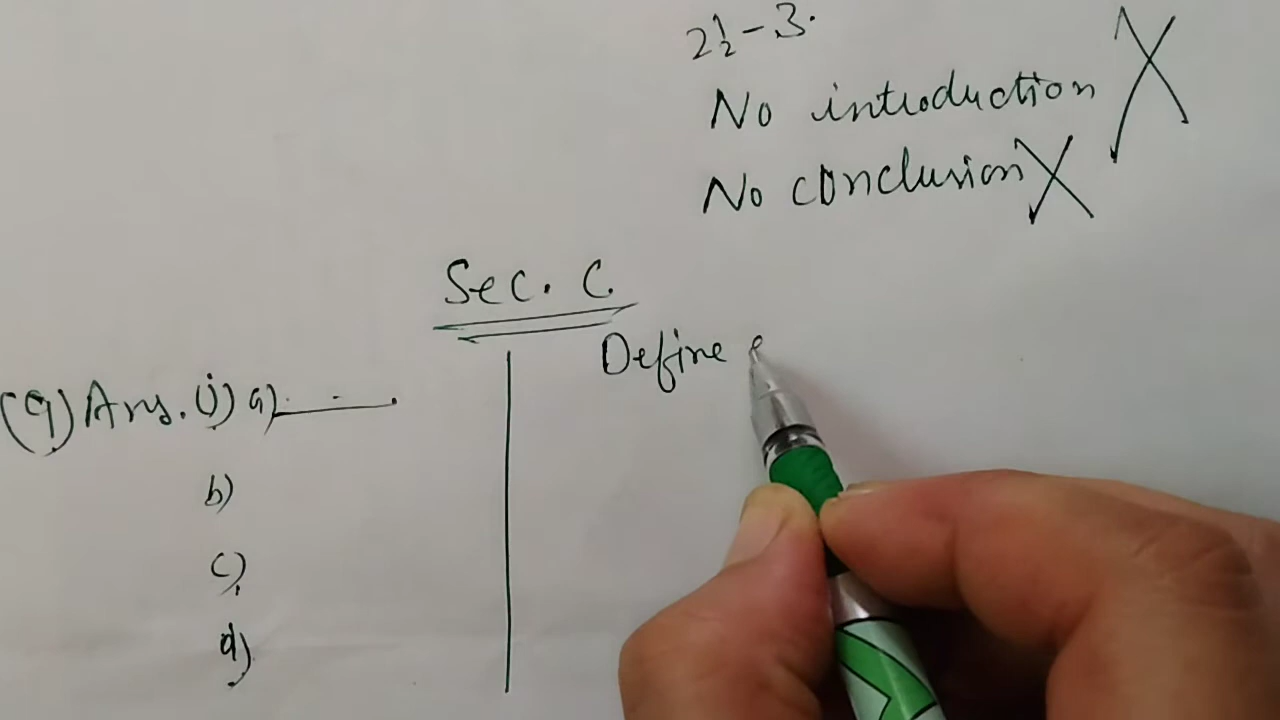 2½-3.
No introduction X
No conclusion X
Sec. C.
Define
(9) Ans. (i) a)
b)
c)
d)